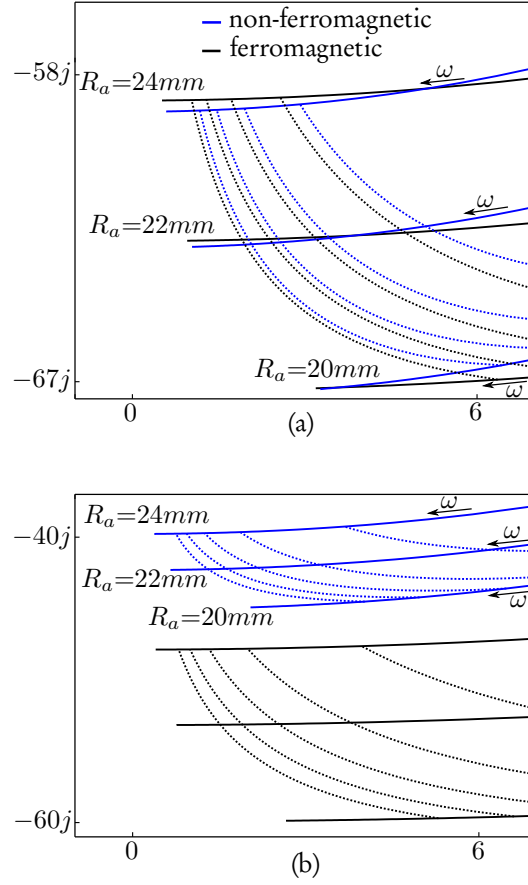 non-ferromagnetic
ferromagnetic
−58j
R_a=24mm
ω
R_a=22mm
ω
R_a=20mm
−67j
ω
0
6
(a)
ω
R_a=24mm
−40j
ω
R_a=22mm
ω
R_a=20mm
−60j
0
6
(b)